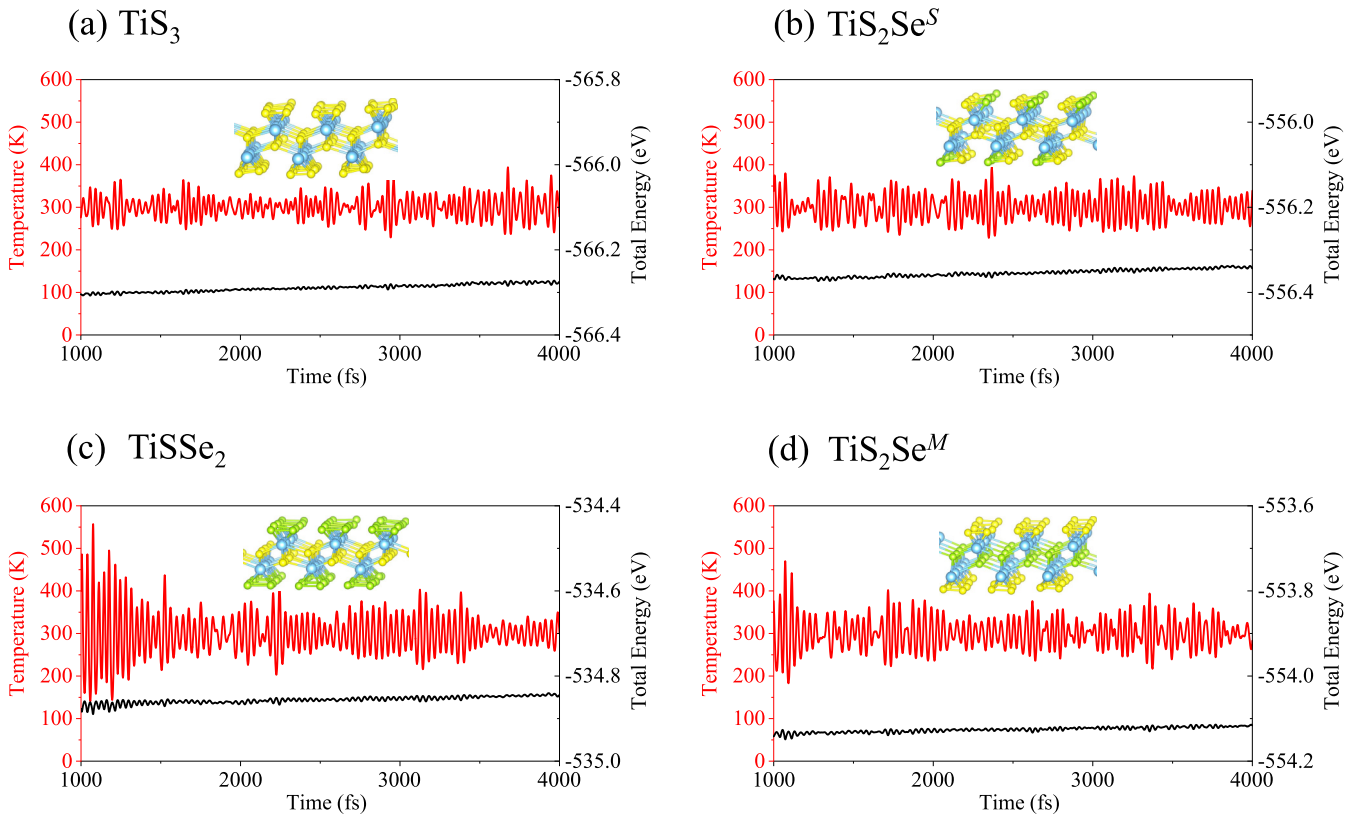 (a) TiS3
600
500
400
300
200
100
0
Temperature (K)
-565.8
-566.0
-566.2
-566.4
Total Energy (eV)
1000 2000 3000 4000
Time (fs)
(b) TiS2Se^S
600
500
400
300
200
100
0
Temperature (K)
-556.0
-556.2
-556.4
Total Energy (eV)
1000 2000 3000 4000
Time (fs)
(c) TiSSe2
600
500
400
300
200
100
0
Temperature (K)
-534.4
-534.6
-534.8
-535.0
Total Energy (eV)
1000 2000 3000 4000
Time (fs)
(d) TiS2Se^M
600
500
400
300
200
100
0
Temperature (K)
-553.6
-553.8
-554.0
-554.2
Total Energy (eV)
1000 2000 3000 4000
Time (fs)